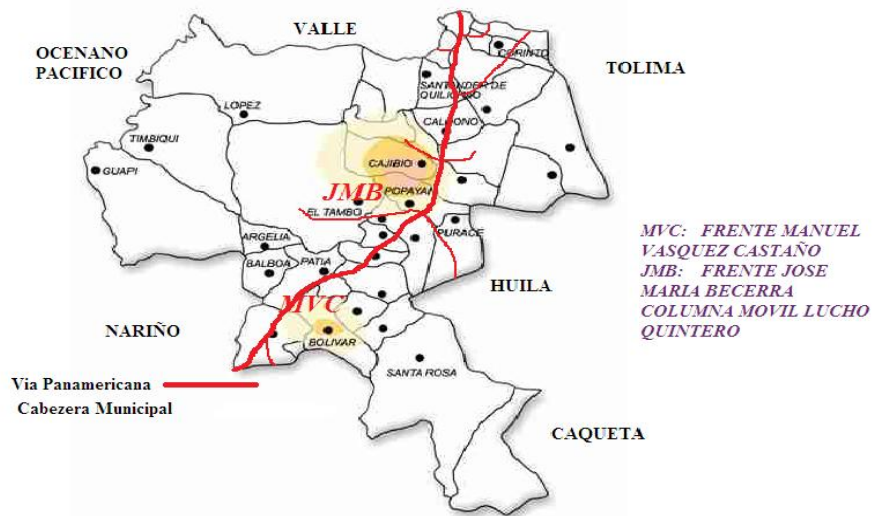 VALLE
OCENANO
PACIFICO
CORINTO
TOLIMA
SANTANDER DE
QUILICHAO
LOPEZ
CALDONO
TIMBIQUI
CAJIBIO
GUAPI
JMB
POPAYAN
EL TAMBO
PURACE
MVC: FRENTE MANUEL
VASQUEZ CASTAÑO
JMB: FRENTE JOSE
MARIA BECERRA
COLUMNA MOVIL LUCHO
QUINTERO
ARGELIA
BALBOA
PATIA
HUILA
MVC
NARIÑO
BOLIVAR
SANTA ROSA
Via Panamericana
Cabezera Municipal
CAQUETA